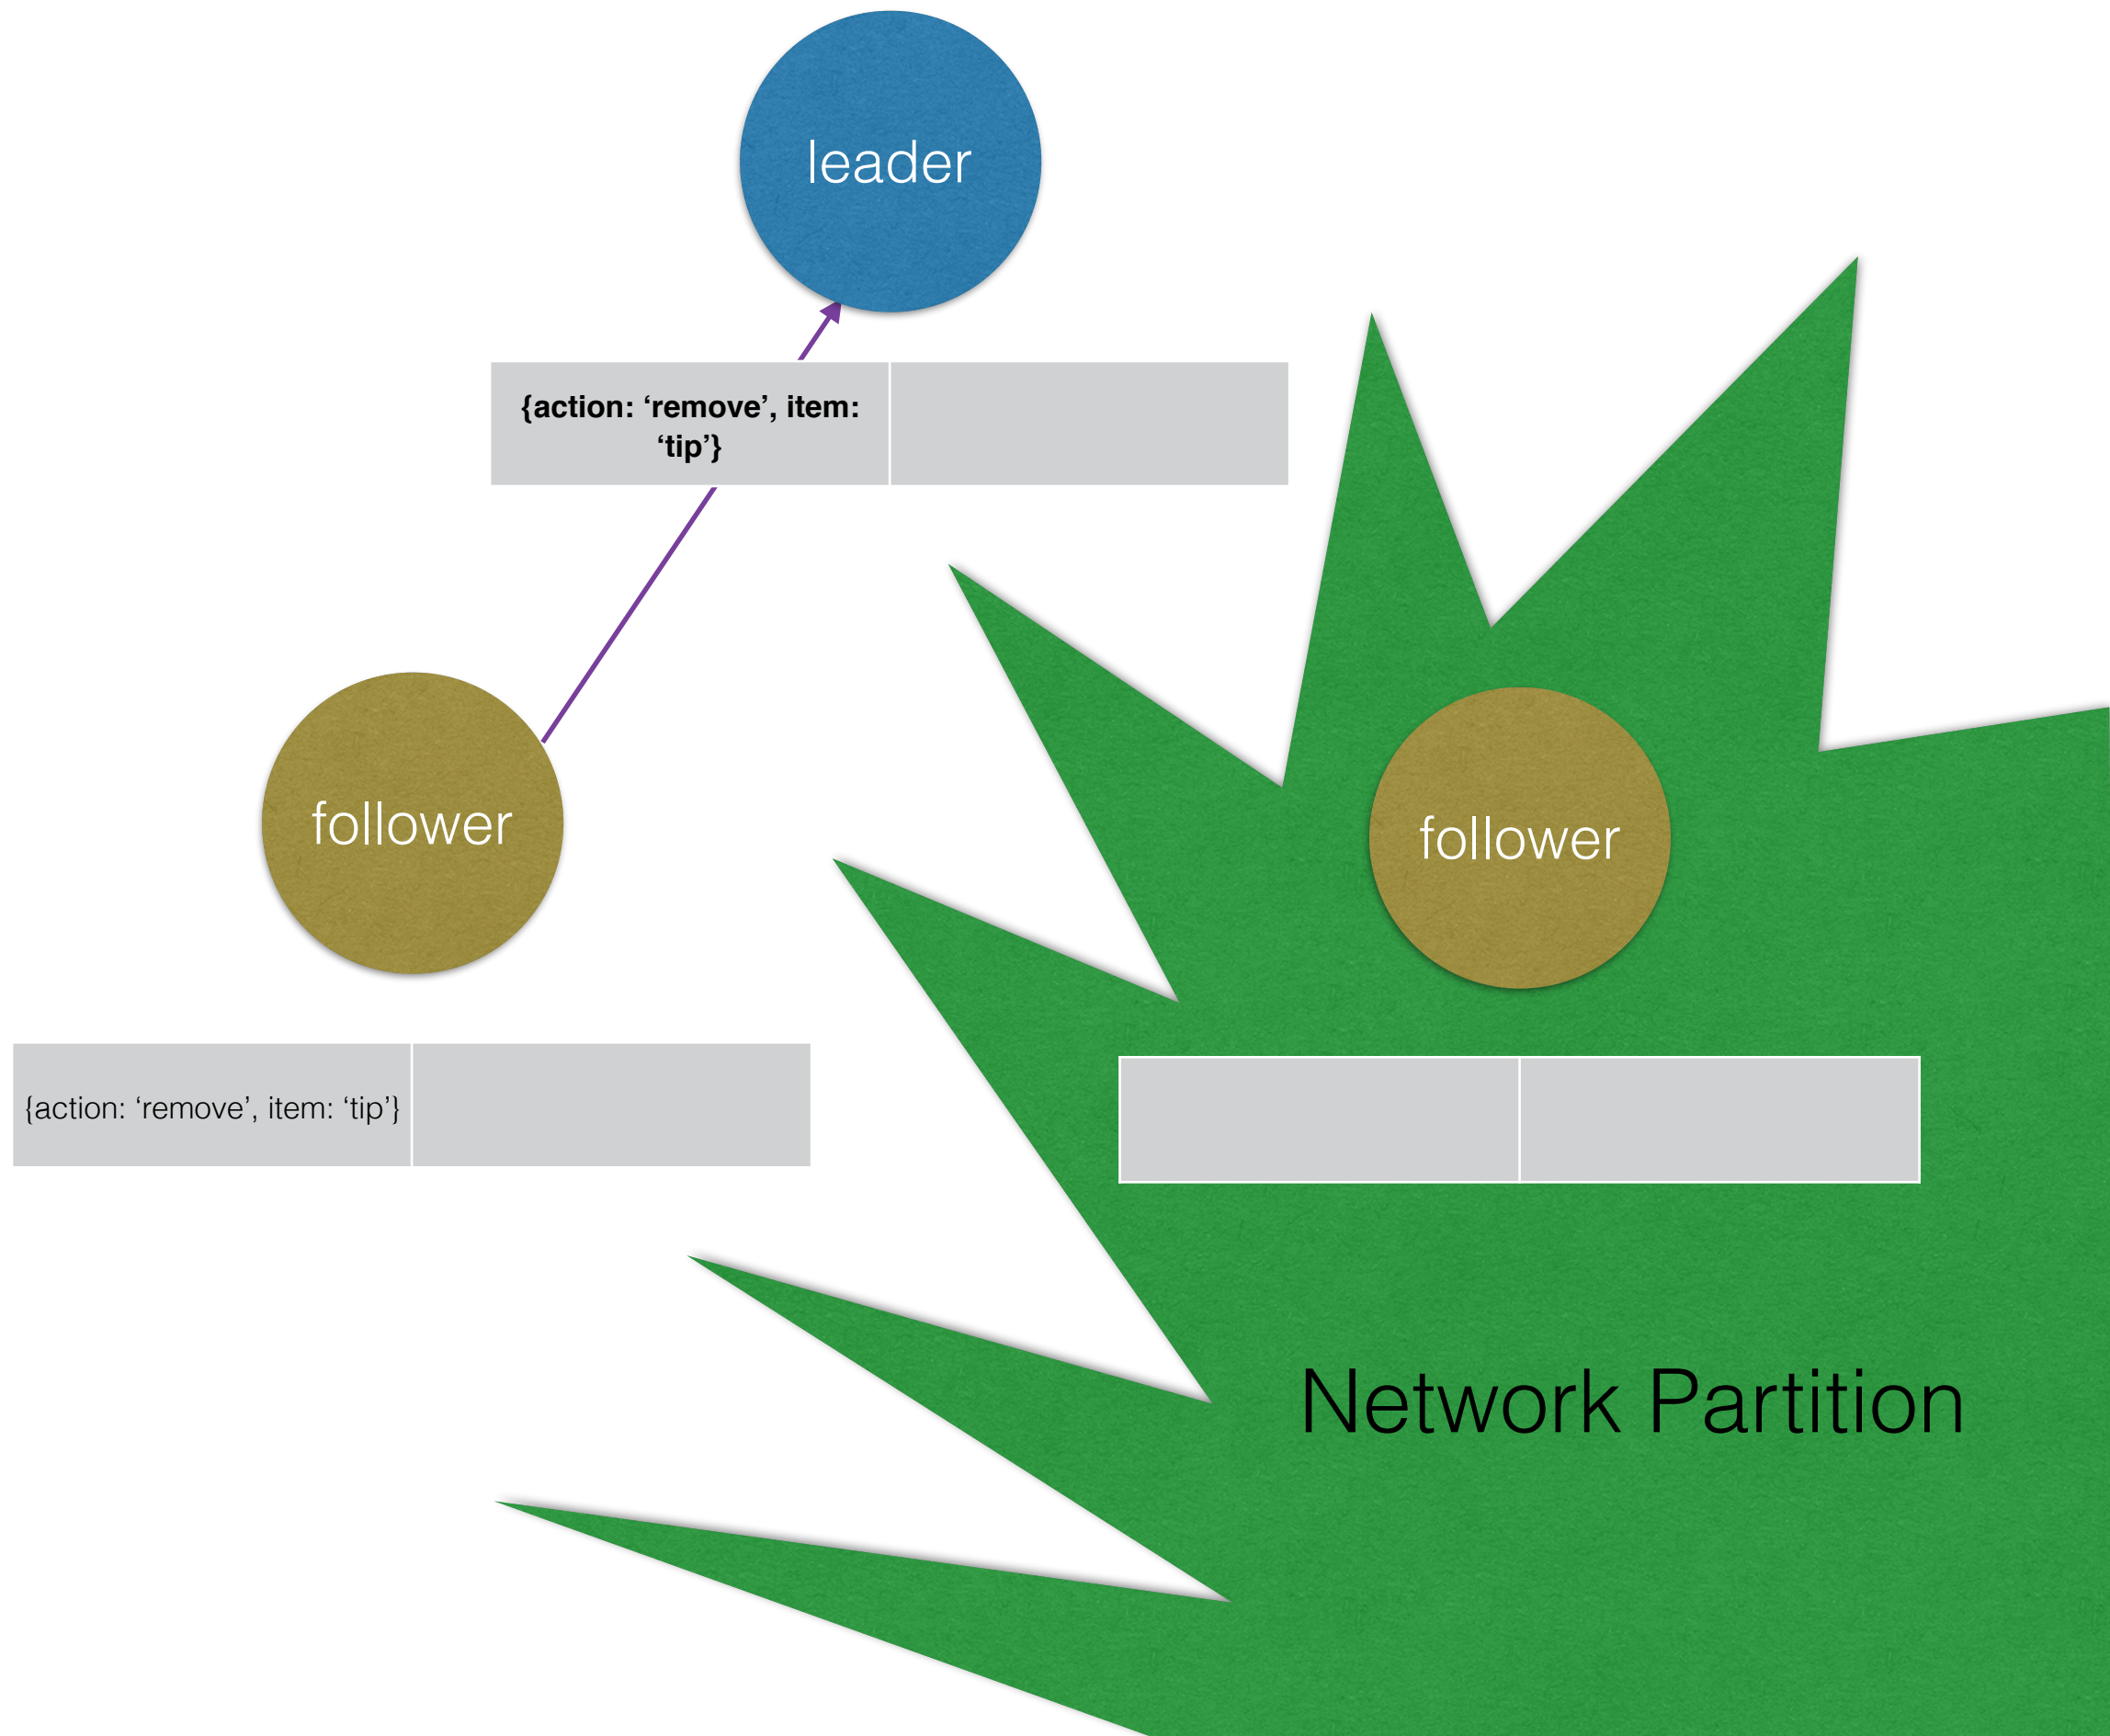 leader
{action: ‘remove’, item:
‘tip’}
follower
follower
{action: ‘remove’, item: ‘tip’}
Network Partition